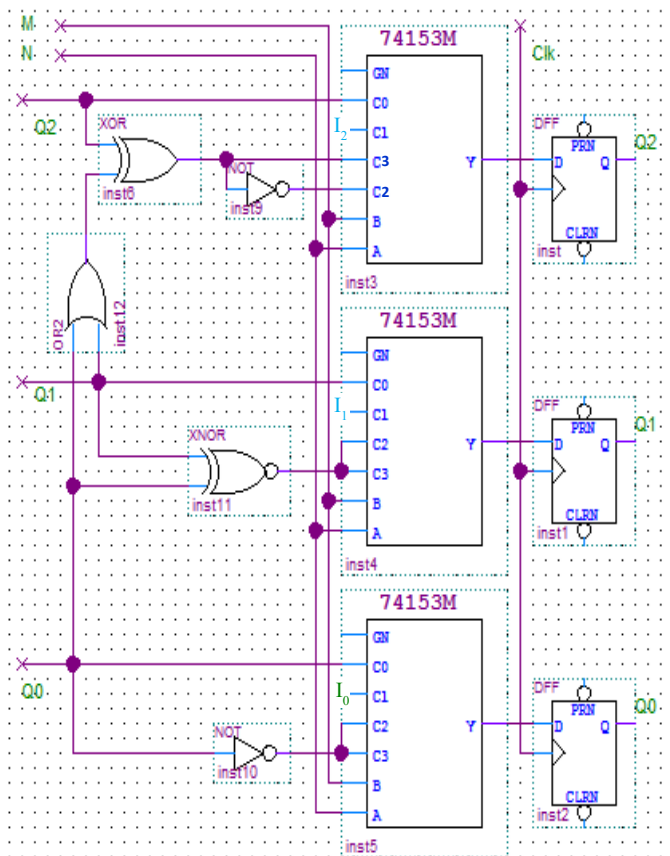 M
N
74153M
Clk
GN
C0
C1
C3
C2
B
A
Y
inst3
I2
Q2
XOR
inst6
NOT
inst9
DFF
PRN
D
Q
CLRN
inst
Q2
OR2
inst12
74153M
GN
C0
C1
C2
C3
B
A
Y
inst4
I1
Q1
XNOR
inst11
DFF
PRN
D
Q
CLRN
inst1
Q1
74153M
GN
C0
C1
C2
C3
B
A
Y
inst5
I0
Q0
NOT
inst10
DFF
PRN
D
Q
CLRN
inst2
Q0